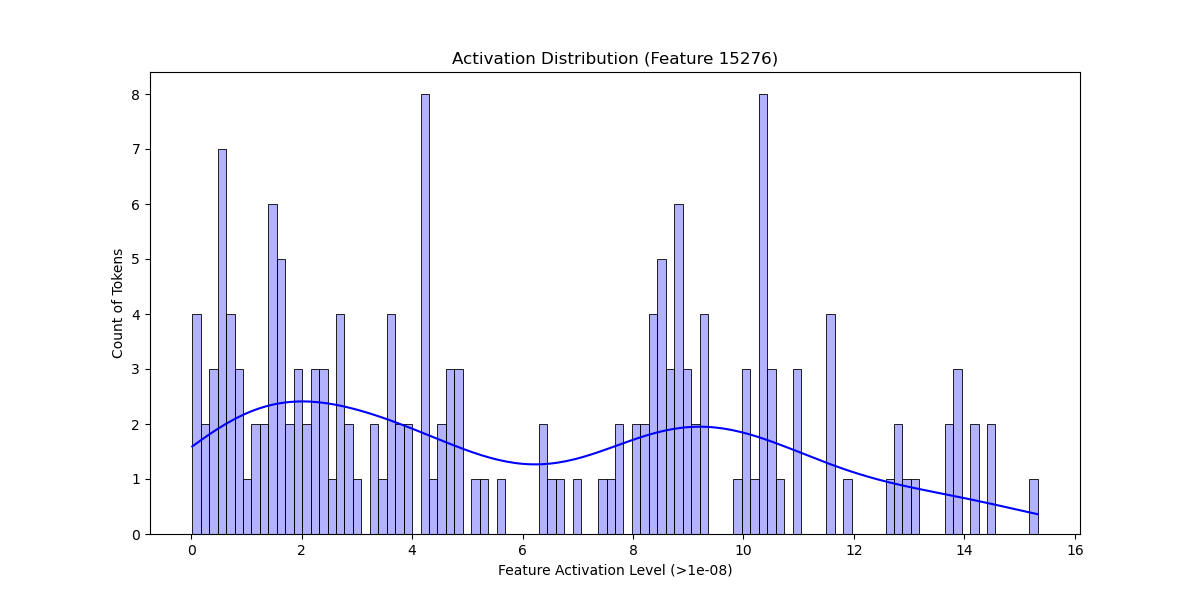 Activation Distribution (Feature 15276)
8
7
6
5
4
3
2
1
0
Count of Tokens
0 2 4 6 8 10 12 14 16
Feature Activation Level (>1e-08)